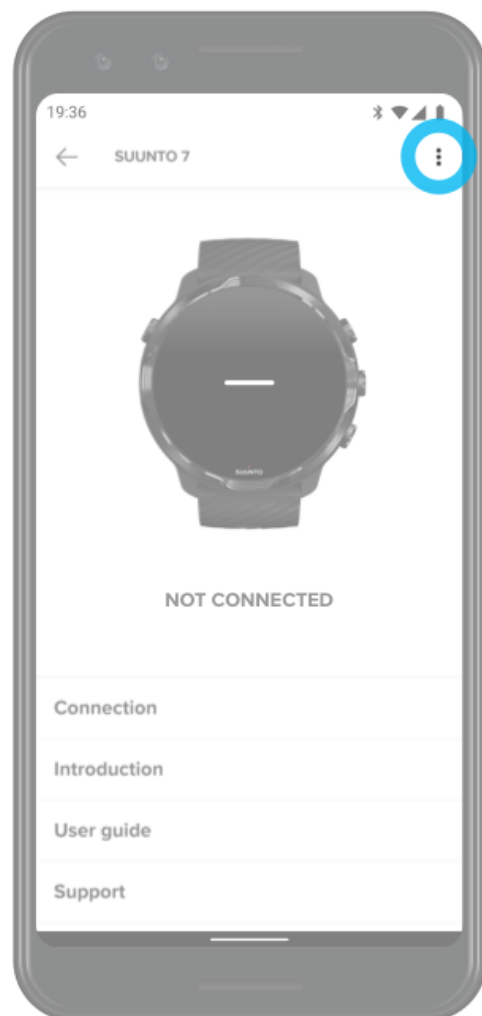 19:36
SUUNTO 7
SUUNTO
NOT CONNECTED
Connection
Introduction
User guide
Support